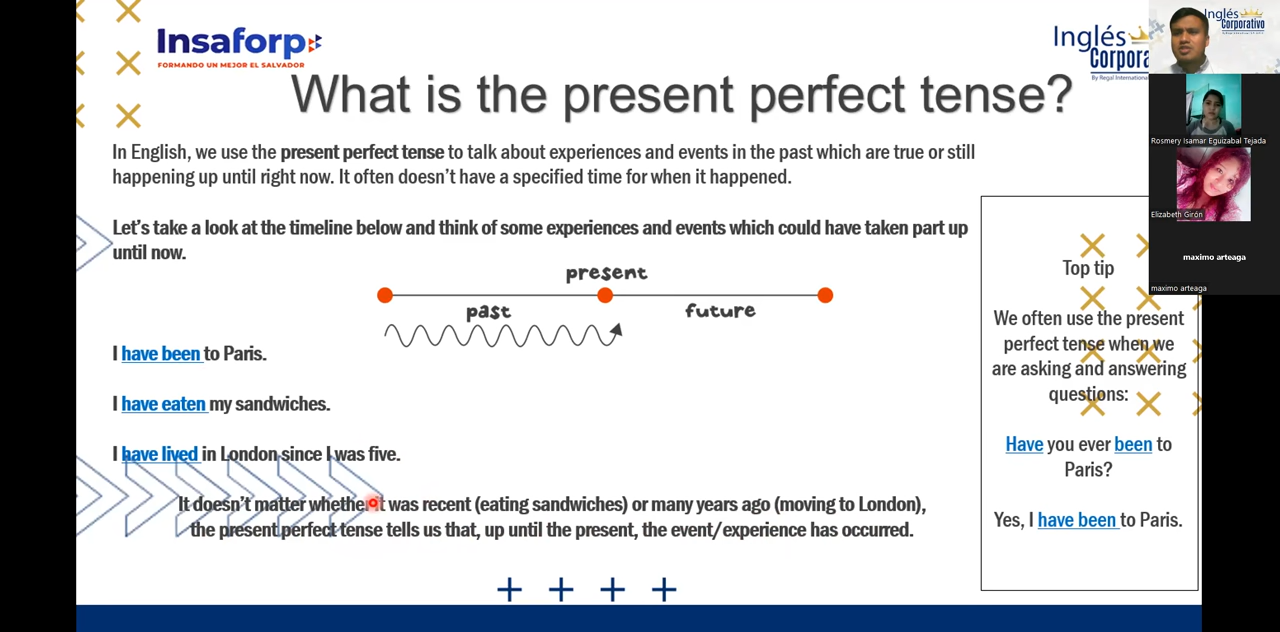 Insaforp
FORMANDO UN MEJOR EL SALVADOR
Inglés
Corpora
By Regal International
Inglés
Corporativo
What is the present perfect tense?
In English, we use the present perfect tense to talk about experiences and events in the past which are true or still
happening up until right now. It often doesn't have a specified time for when it happened.
Let's take a look at the timeline below and think of some experiences and events which could have taken part up
until now.
present
past
future
I have been to Paris.
I have eaten my sandwiches.
I have lived in London since I was five.
It doesn't matter whether it was recent (eating sandwiches) or many years ago (moving to London),
the present perfect tense tells us that, up until the present, the event/experience has occurred.
Top tip
We often use the present
perfect tense when we
are asking and answering
questions:
Have you ever been to
Paris?
Yes, I have been to Paris.
Rosmery Isamar Eguizabal Tejada
Elizabeth Girón
maximo arteaga
maximo arteaga